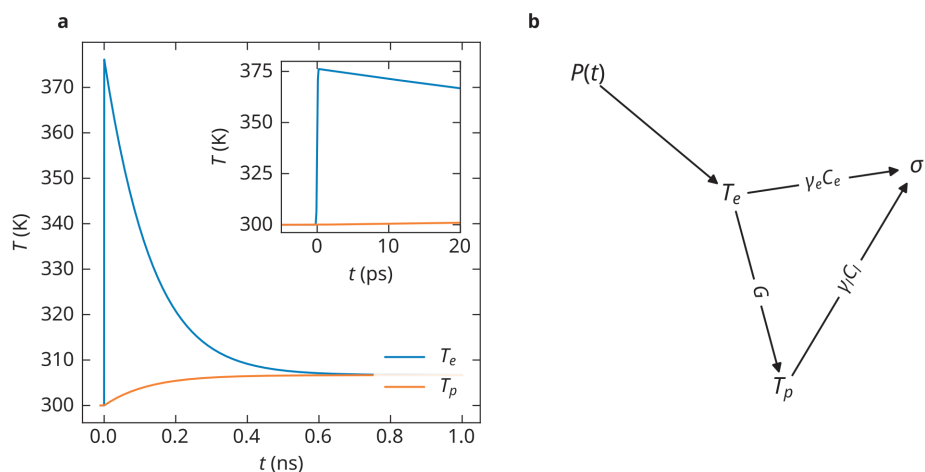 a
370
360
350
340
330
320
310
300
T (K)
0.0 0.2 0.4 0.6 0.8 1.0
t (ns)
375
350
325
300
T (K)
0 10 20
t (ps)
Tₑ
Tₚ
b
P(t)
Tₑ
γₑCₑ
σ
G
γₗCₗ
Tₚ